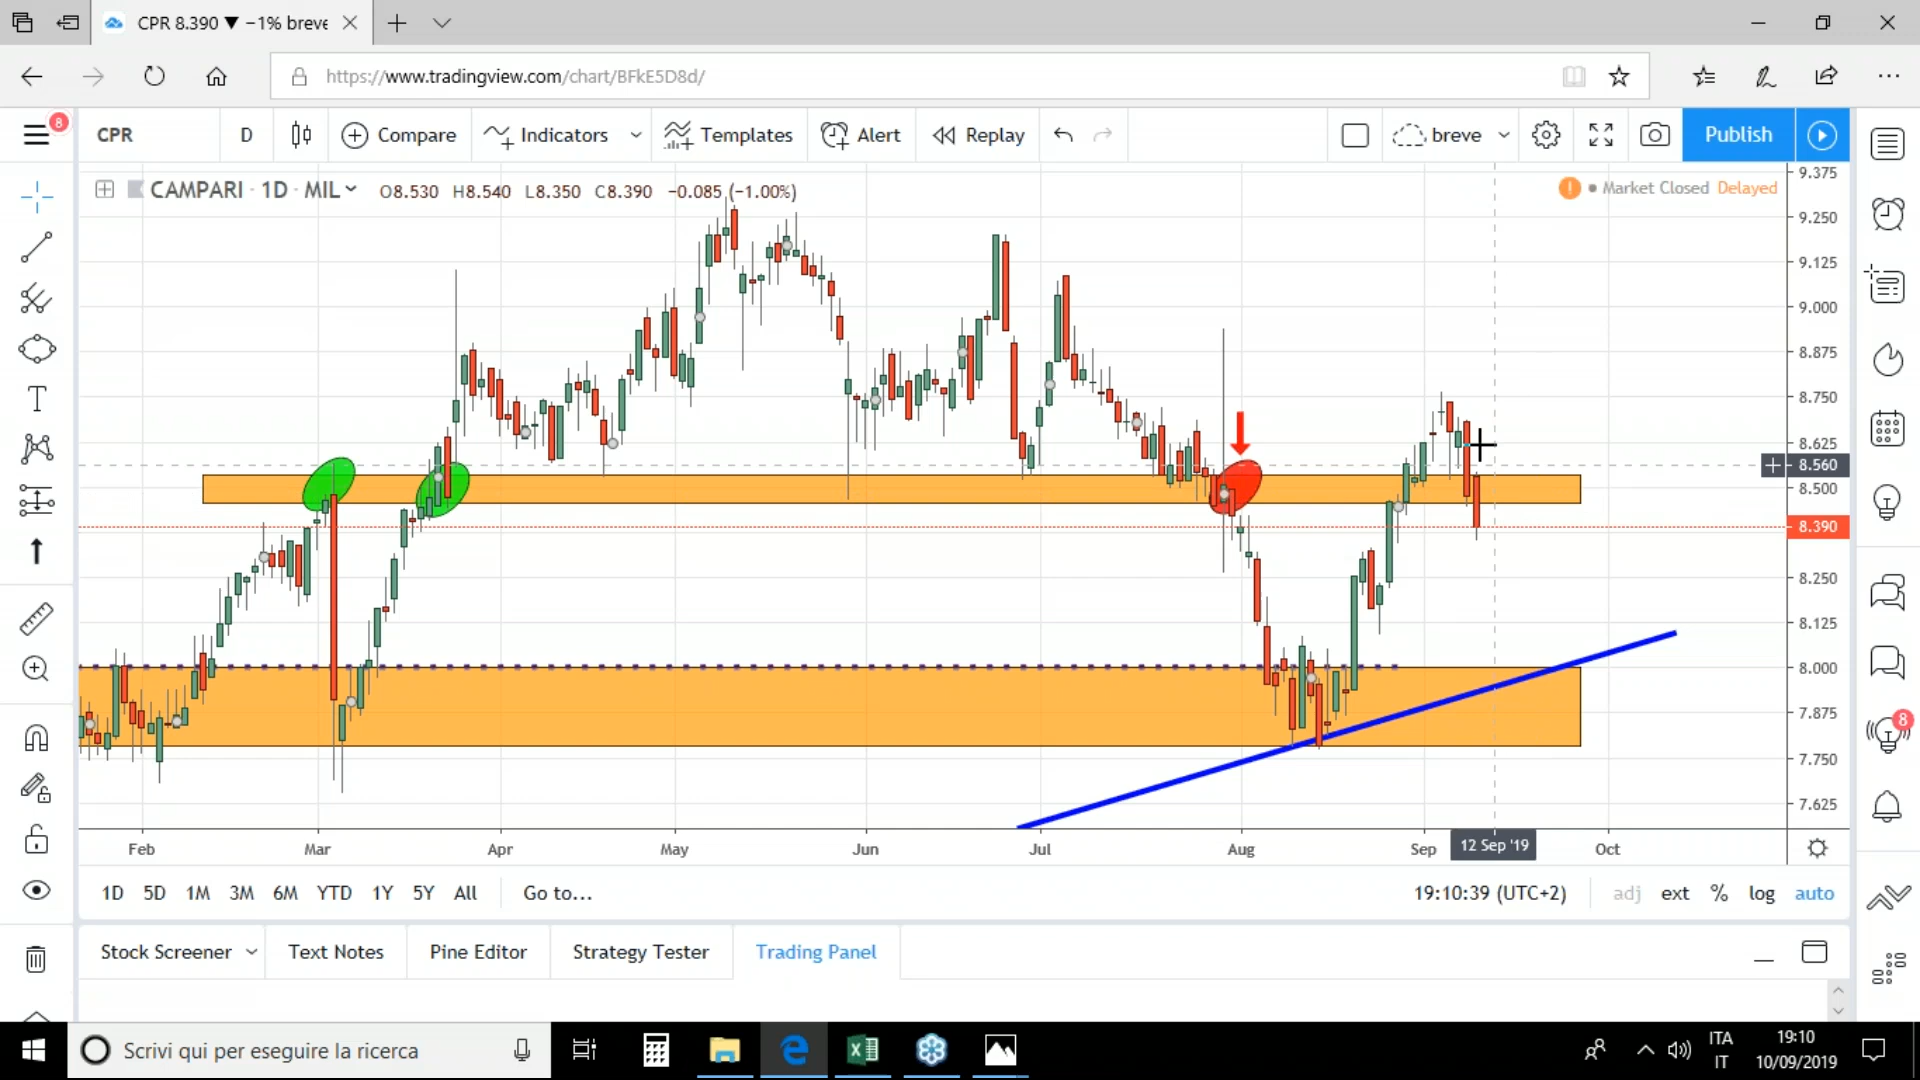 CPR 8.390 ▼ −1% breve
https://www.tradingview.com/chart/BFkE5D8d/
8
CPR
D
Compare
Indicators
Templates
Alert
Replay
breve
Publish
CAMPARI · 1D · MIL
O8.530 H8.540 L8.350 C8.390 −0.085 (−1.00%)
Market Closed Delayed
9.375
9.250
9.125
9.000
8.875
8.750
8.625
8.560
8.500
8.390
8.250
8.125
8.000
7.875
7.750
7.625
8
Feb Mar Apr May Jun Jul Aug Sep 12 Sep '19 Oct
1D 5D 1M 3M 6M YTD 1Y 5Y All Go to...
19:10:39 (UTC+2) adj ext % log auto
Stock Screener Text Notes Pine Editor Strategy Tester Trading Panel
Scrivi qui per eseguire la ricerca
ITA
IT
19:10
10/09/2019